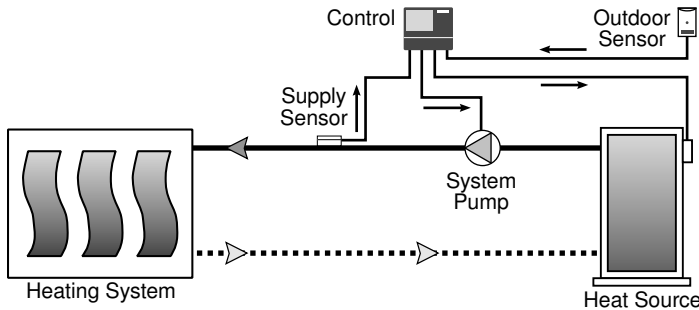 Control
Outdoor
Sensor
Supply
Sensor
System
Pump
Heating System
Heat Source